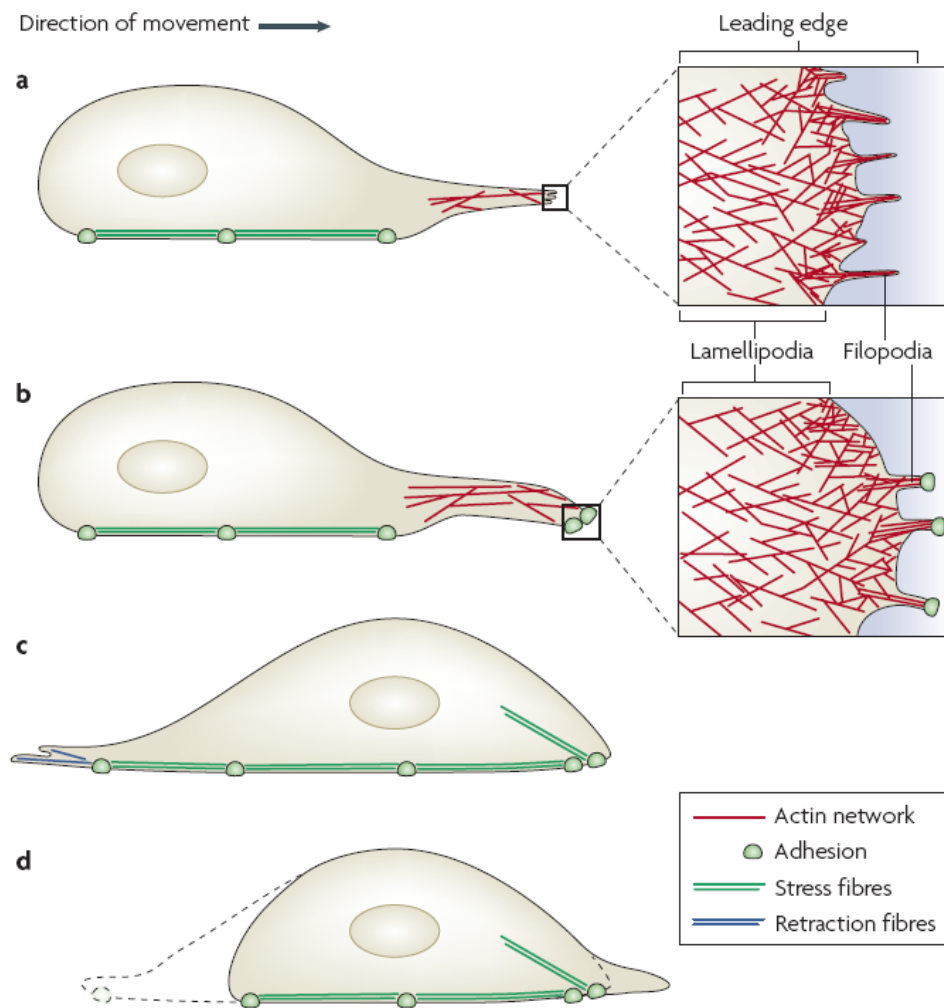 Direction of movement
Leading edge
a
Lamellipodia
Filopodia
b
c
d
Actin network
Adhesion
Stress fibres
Retraction fibres